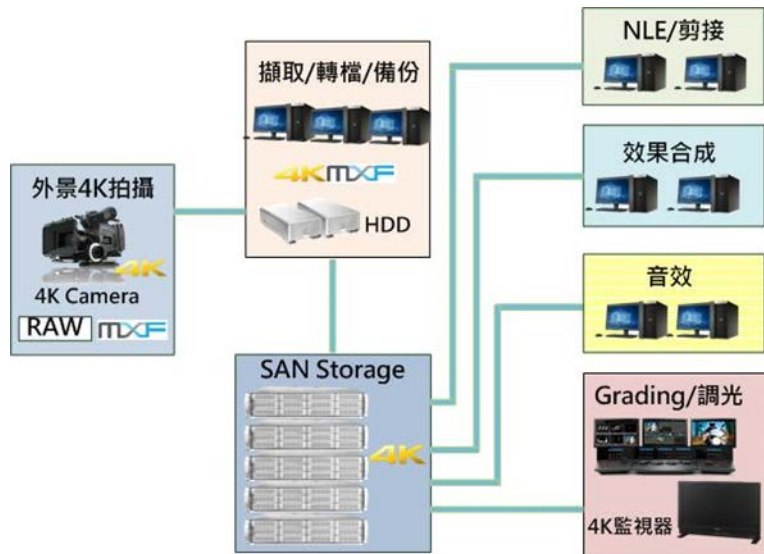 外景4K拍攝
4K
4K Camera
RAW MXF
擷取/轉檔/備份
4K MXF
HDD
SAN Storage
4K
NLE/剪接
效果合成
音效
Grading/調光
4K監視器